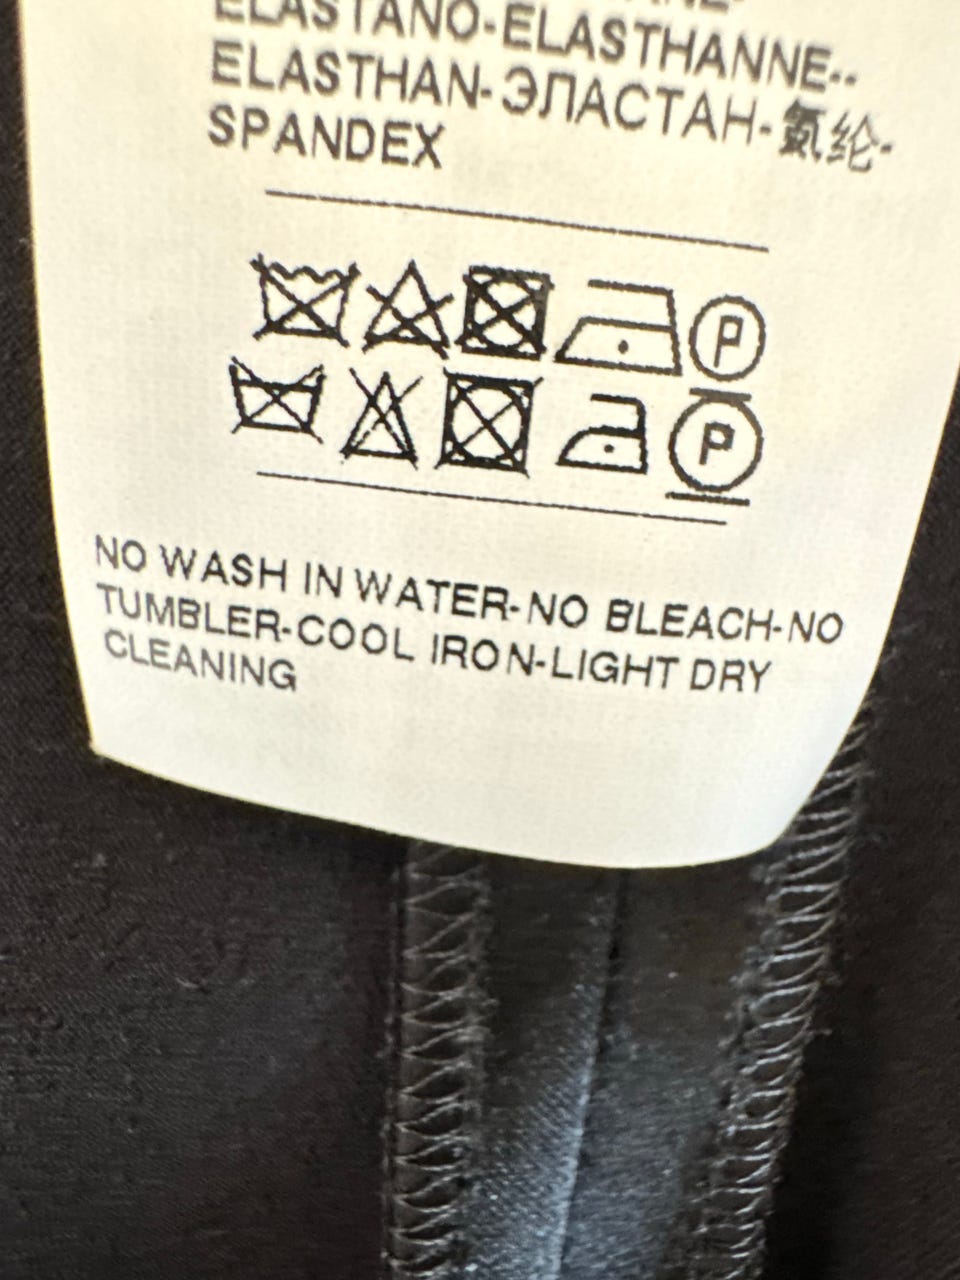 ELASTANO-ELASTHANNE--
ELASTHAN-ЭЛАСТАН-氨纶-
SPANDEX
P
P
NO WASH IN WATER-NO BLEACH-NO
TUMBLER-COOL IRON-LIGHT DRY
CLEANING